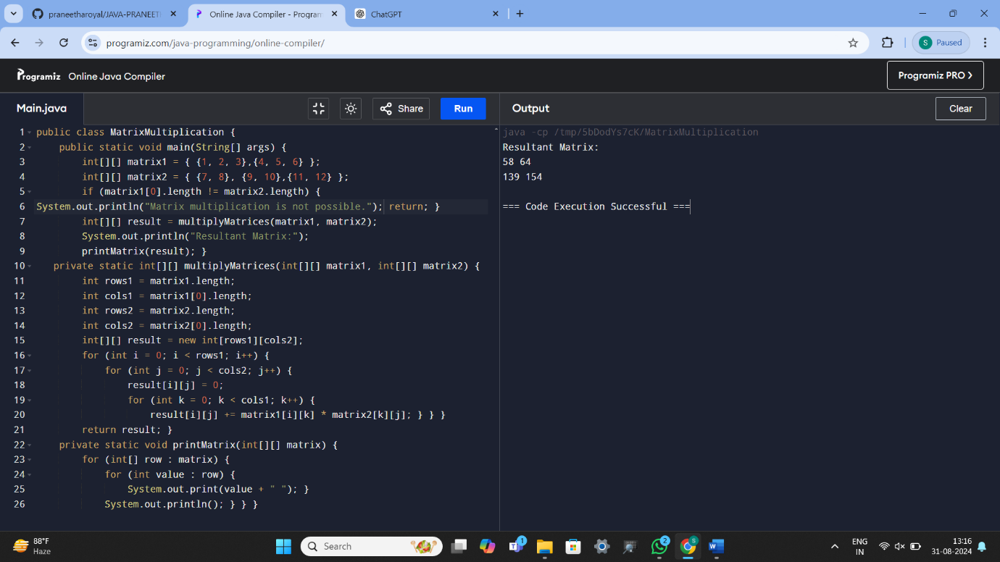 praneetharoyal/JAVA-PRANEET
Online Java Compiler - Program
ChatGPT
programiz.com/java-programming/online-compiler/
S Paused
Programiz Online Java Compiler
Programiz PRO >
Main.java
Share
Run
Output
Clear
1 public class MatrixMultiplication {
2 public static void main(String[] args) {
3 int[][] matrix1 = { {1, 2, 3},{4, 5, 6} };
4 int[][] matrix2 = { {7, 8}, {9, 10},{11, 12} };
5 if (matrix1[0].length != matrix2.length) {
6 System.out.println("Matrix multiplication is not possible."); return; }
7 int[][] result = multiplyMatrices(matrix1, matrix2);
8 System.out.println("Resultant Matrix:");
9 printMatrix(result); }
10 private static int[][] multiplyMatrices(int[][] matrix1, int[][] matrix2) {
11 int rows1 = matrix1.length;
12 int cols1 = matrix1[0].length;
13 int rows2 = matrix2.length;
14 int cols2 = matrix2[0].length;
15 int[][] result = new int[rows1][cols2];
16 for (int i = 0; i < rows1; i++) {
17 for (int j = 0; j < cols2; j++) {
18 result[i][j] = 0;
19 for (int k = 0; k < cols1; k++) {
20 result[i][j] += matrix1[i][k] * matrix2[k][j]; } } }
21 return result; }
22 private static void printMatrix(int[][] matrix) {
23 for (int[] row : matrix) {
24 for (int value : row) {
25 System.out.print(value + " "); }
26 System.out.println(); } } }
java -cp /tmp/5bDodYs7cK/MatrixMultiplication
Resultant Matrix:
58 64
139 154
=== Code Execution Successful ===
88°F
Haze
Search
1
2
S
ENG
IN
13:16
31-08-2024